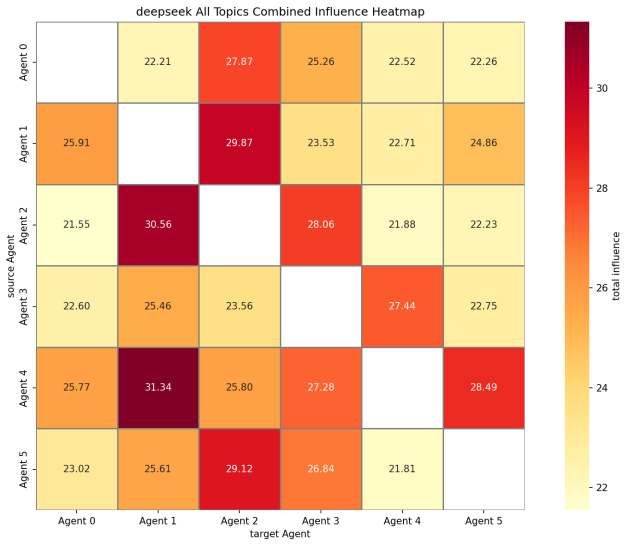 deepseek All Topics Combined Influence Heatmap
Agent 0 22.21 27.87 25.26 22.52 22.26
30
Agent 1 25.91 29.87 23.53 22.71 24.86
28
source Agent
Agent 2 21.55 30.56 28.06 21.88 22.23
total influence
26
Agent 3 22.60 25.46 23.56 27.44 22.75
24
Agent 4 25.77 31.34 25.80 27.28 28.49
Agent 5 23.02 25.61 29.12 26.84 21.81
22
Agent 0 Agent 1 Agent 2 Agent 3 Agent 4 Agent 5
target Agent